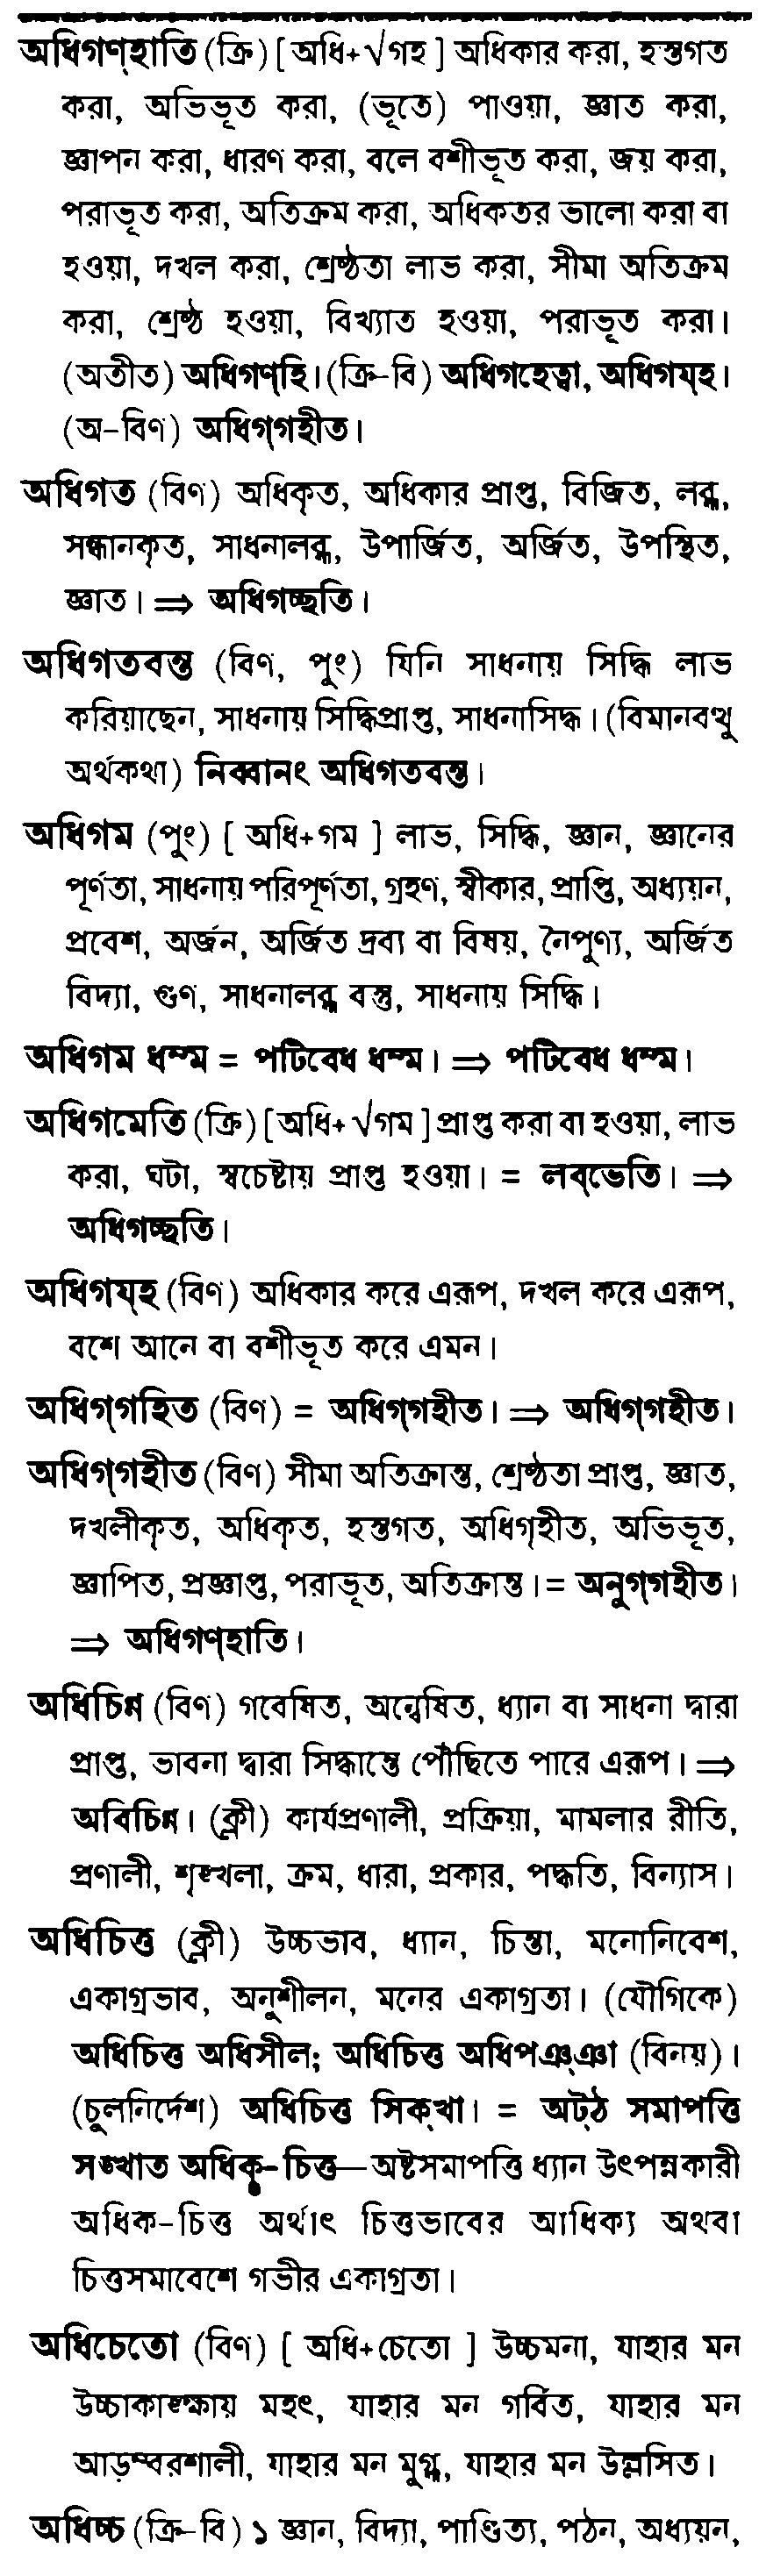 অধিগণ্হাতি (ক্রি) [ অধি+√গহ ] অধিকার করা, হস্তগত
করা, অভিভূত করা, (ভূতে) পাওয়া, জ্ঞাত করা,
জ্ঞাপন করা, ধারণ করা, বলে বশীভূত করা, জয় করা,
পরাভূত করা, অতিক্রম করা, অধিকতর ভালো করা বা
হওয়া, দখল করা, শ্রেষ্ঠতা লাভ করা, সীমা অতিক্রম
করা, শ্রেষ্ঠ হওয়া, বিখ্যাত হওয়া, পরাভূত করা।
(অতীত) অধিগণ্হি। (ক্রি-বি) অধিগহেত্বা, অধিগয্হ।
(অ-বিণ) অধিগ্গহীত।
অধিগত (বিণ) অধিকৃত, অধিকার প্রাপ্ত, বিজিত, লব্ধ,
সন্ধানকৃত, সাধনালব্ধ, উপার্জিত, অর্জিত, উপস্থিত,
জ্ঞাত। ⇒ অধিগচ্ছতি।
অধিগতবন্ত (বিণ, পুং) যিনি সাধনায় সিদ্ধি লাভ
করিয়াছেন, সাধনায় সিদ্ধিপ্রাপ্ত, সাধনাসিদ্ধ। (বিমানবত্থু
অর্থকথা) নিব্বানং অধিগতবন্ত।
অধিগম (পুং) [ অধি+গম ] লাভ, সিদ্ধি, জ্ঞান, জ্ঞানের
পূর্ণতা, সাধনায় পরিপূর্ণতা, গ্রহণ, স্বীকার, প্রাপ্তি, অধ্যয়ন,
প্রবেশ, অর্জন, অর্জিত দ্রব্য বা বিষয়, নৈপুণ্য, অর্জিত
বিদ্যা, গুণ, সাধনালব্ধ বস্তু, সাধনায় সিদ্ধি।
অধিগম ধম্ম = পটিবেধ ধম্ম। ⇒ পটিবেধ ধম্ম।
অধিগমেতি (ক্রি) [ অধি+ √গম ] প্রাপ্ত করা বা হওয়া, লাভ
করা, ঘটা, স্বচেষ্টায় প্রাপ্ত হওয়া। = লব্ভেতি। ⇒
অধিগচ্ছতি।
অধিগয্হ (বিণ) অধিকার করে এরূপ, দখল করে এরূপ,
বশে আনে বা বশীভূত করে এমন।
অধিগ্গহিত (বিণ) = অধিগ্গহীত। ⇒ অধিগ্গহীত।
অধিগ্গহীত (বিণ) সীমা অতিক্রান্ত, শ্রেষ্ঠতা প্রাপ্ত, জ্ঞাত,
দখলীকৃত, অধিকৃত, হস্তগত, অধিগৃহীত, অভিভূত,
জ্ঞাপিত, প্রজ্ঞাপ্ত, পরাভূত, অতিক্রান্ত। = অনুগ্গহীত।
⇒ অধিগণ্হাতি।
অধিচিন্ন (বিণ) গবেষিত, অন্বেষিত, ধ্যান বা সাধনা দ্বারা
প্রাপ্ত, ভাবনা দ্বারা সিদ্ধান্তে পৌঁছিতে পারে এরূপ। ⇒
অবিচিন্ন। (ক্লী) কার্যপ্রণালী, প্রক্রিয়া, মামলার রীতি,
প্রণালী, শৃঙ্খলা, ক্রম, ধারা, প্রকার, পদ্ধতি, বিন্যাস।
অধিচিত্ত (ক্লী) উচ্চভাব, ধ্যান, চিন্তা, মনোনিবেশ,
একাগ্রভাব, অনুশীলন, মনের একাগ্রতা। (যৌগিকে)
অধিচিত্ত অধিসীল; অধিচিত্ত অধিপঞ্ঞা (বিনয়)।
(চুলনির্দেশ) অধিচিত্ত সিক্খা। = অট্ঠ সমাপত্তি
সঙ্খাত অধিক্-চিত্ত—অষ্টসমাপত্তি ধ্যান উৎপন্নকারী
অধিক-চিত্ত অর্থাৎ চিত্তভাবের আধিক্য অথবা
চিত্তসমাবেশে গভীর একাগ্রতা।
অধিচেতো (বিণ) [ অধি+চেতো ] উচ্চমনা, যাহার মন
উচ্চাকাঙ্ক্ষায় মহৎ, যাহার মন গর্বিত, যাহার মন
আড়ম্বরশালী, যাহার মন মুগ্ধ, যাহার মন উল্লসিত।
অধিচ্চ (ক্রি-বি) ১ জ্ঞান, বিদ্যা, পাণ্ডিত্য, পঠন, অধ্যয়ন,